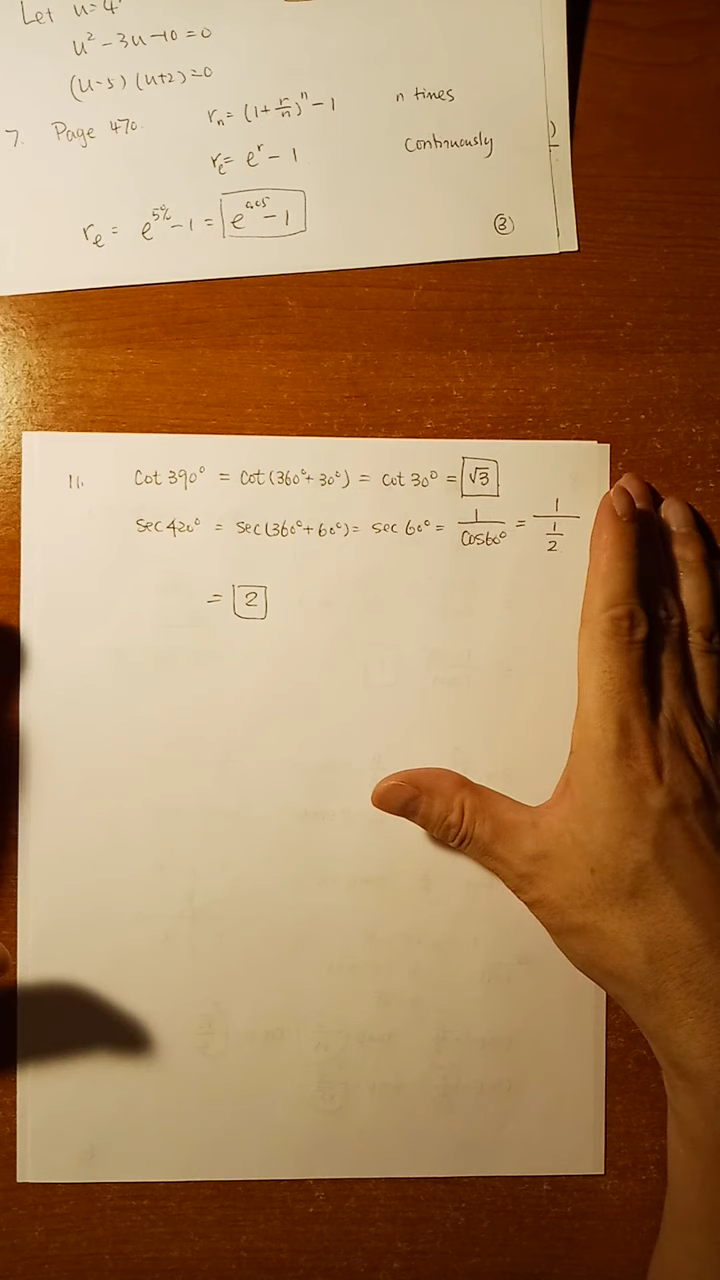 Let u=4
u² - 3u - 10 = 0
(u-5) (u+2) = 0
7. Page 470. rₙ = (1 + r/n)ⁿ - 1 n times
rₑ = eʳ - 1 Continuously
rₑ = e^5% - 1 = e^0.05 - 1
③
11. Cot 390° = Cot (360° + 30°) = cot 30° = √3
sec 420° = sec (360° + 60°) = sec 60° = 1/cos60° = 1/(1/2)
= 2